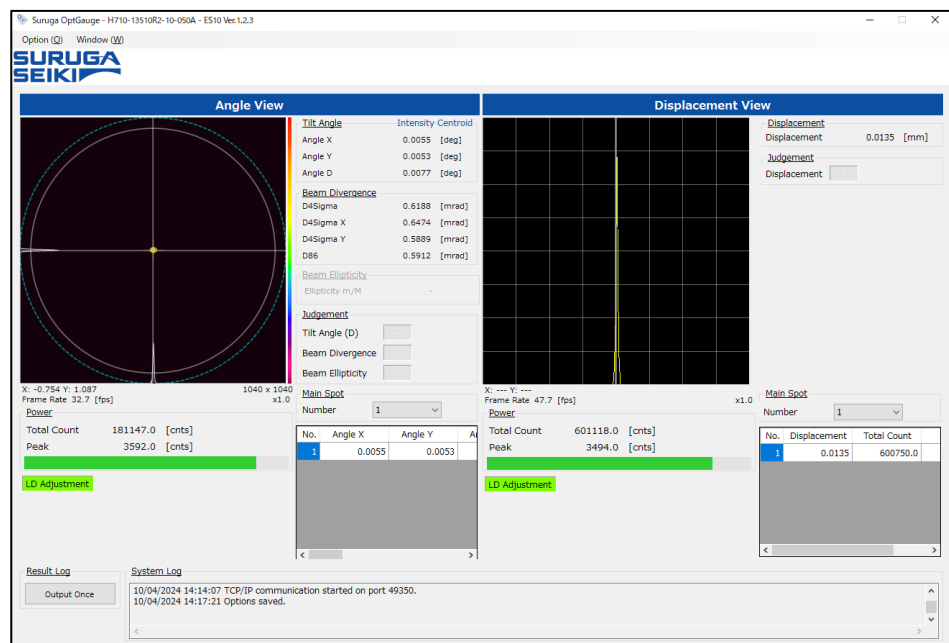 Suruga OptGauge - H710-13510R2-10-050A - ES10 Ver.1.2.3
Option (O) Window (W)
SURUGA
SEIKI
Angle View
Tilt Angle Intensity Centroid
Angle X 0.0055 [deg]
Angle Y 0.0053 [deg]
Angle D 0.0077 [deg]
Beam Divergence
D4Sigma 0.6188 [mrad]
D4Sigma X 0.6474 [mrad]
D4Sigma Y 0.5889 [mrad]
D86 0.5912 [mrad]
Beam Ellipticity
Ellipticity m/M -
Judgement
Tilt Angle (D) -
Beam Divergence -
Beam Ellipticity -
X: -0.754 Y: 1.087 1040 x 1040
Frame Rate 32.7 [fps] x1.0
Power
Total Count 181147.0 [cnts]
Peak 3592.0 [cnts]
LD Adjustment
Main Spot
Number 1
No. Angle X Angle Y A
1 0.0055 0.0053
Displacement View
Displacement
Displacement 0.0135 [mm]
Judgement
Displacement -
X: --- Y: ---
Frame Rate 47.7 [fps] x1.0
Power
Total Count 601118.0 [cnts]
Peak 3494.0 [cnts]
LD Adjustment
Main Spot
Number 1
No. Displacement Total Count
1 0.0135 600750.0
Result Log
Output Once
System Log
10/04/2024 14:14:07 TCP/IP communication started on port 49350.
10/04/2024 14:17:21 Options saved.